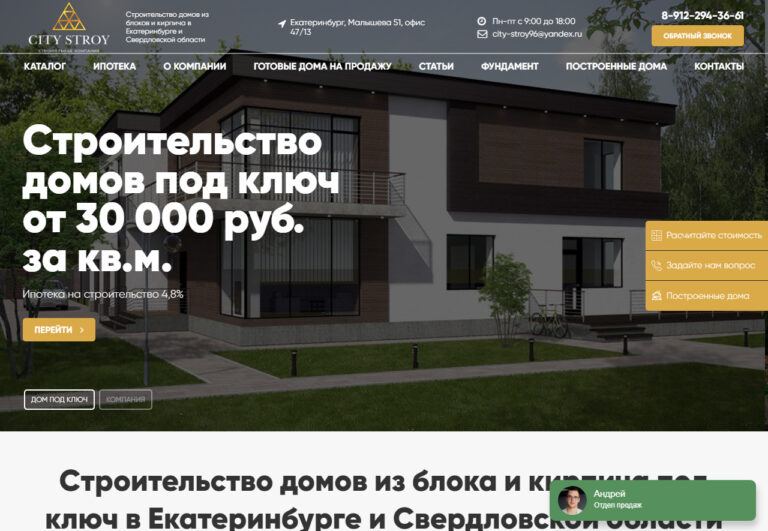 CITY STROY
СТРОИТЕЛЬНАЯ КОМПАНИЯ
Строительство домов из
блоков и кирпича в
Екатеринбурге и
Свердловской области
Екатеринбург, Малышева 51, офис
47/13
Пн-пт с 9:00 до 18:00
city-stroy96@yandex.ru
8-912-294-36-61
ОБРАТНЫЙ ЗВОНОК
КАТАЛОГ
ИПОТЕКА
О КОМПАНИИ
ГОТОВЫЕ ДОМА НА ПРОДАЖУ
СТАТЬИ
ФУНДАМЕНТ
ПОСТРОЕННЫЕ ДОМА
КОНТАКТЫ
Строительство
домов под ключ
от 30 000 руб.
за кв.м.
Ипотека на строительство 4,8%
ПЕРЕЙТИ
Расчитайте стоимость
Задайте нам вопрос
Построенные дома
ДОМ ПОД КЛЮЧ
КОМПАНИЯ
Строительство домов из блока и кирпича под
ключ в Екатеринбурге и Свердловской области
Андрей
Отдел продаж